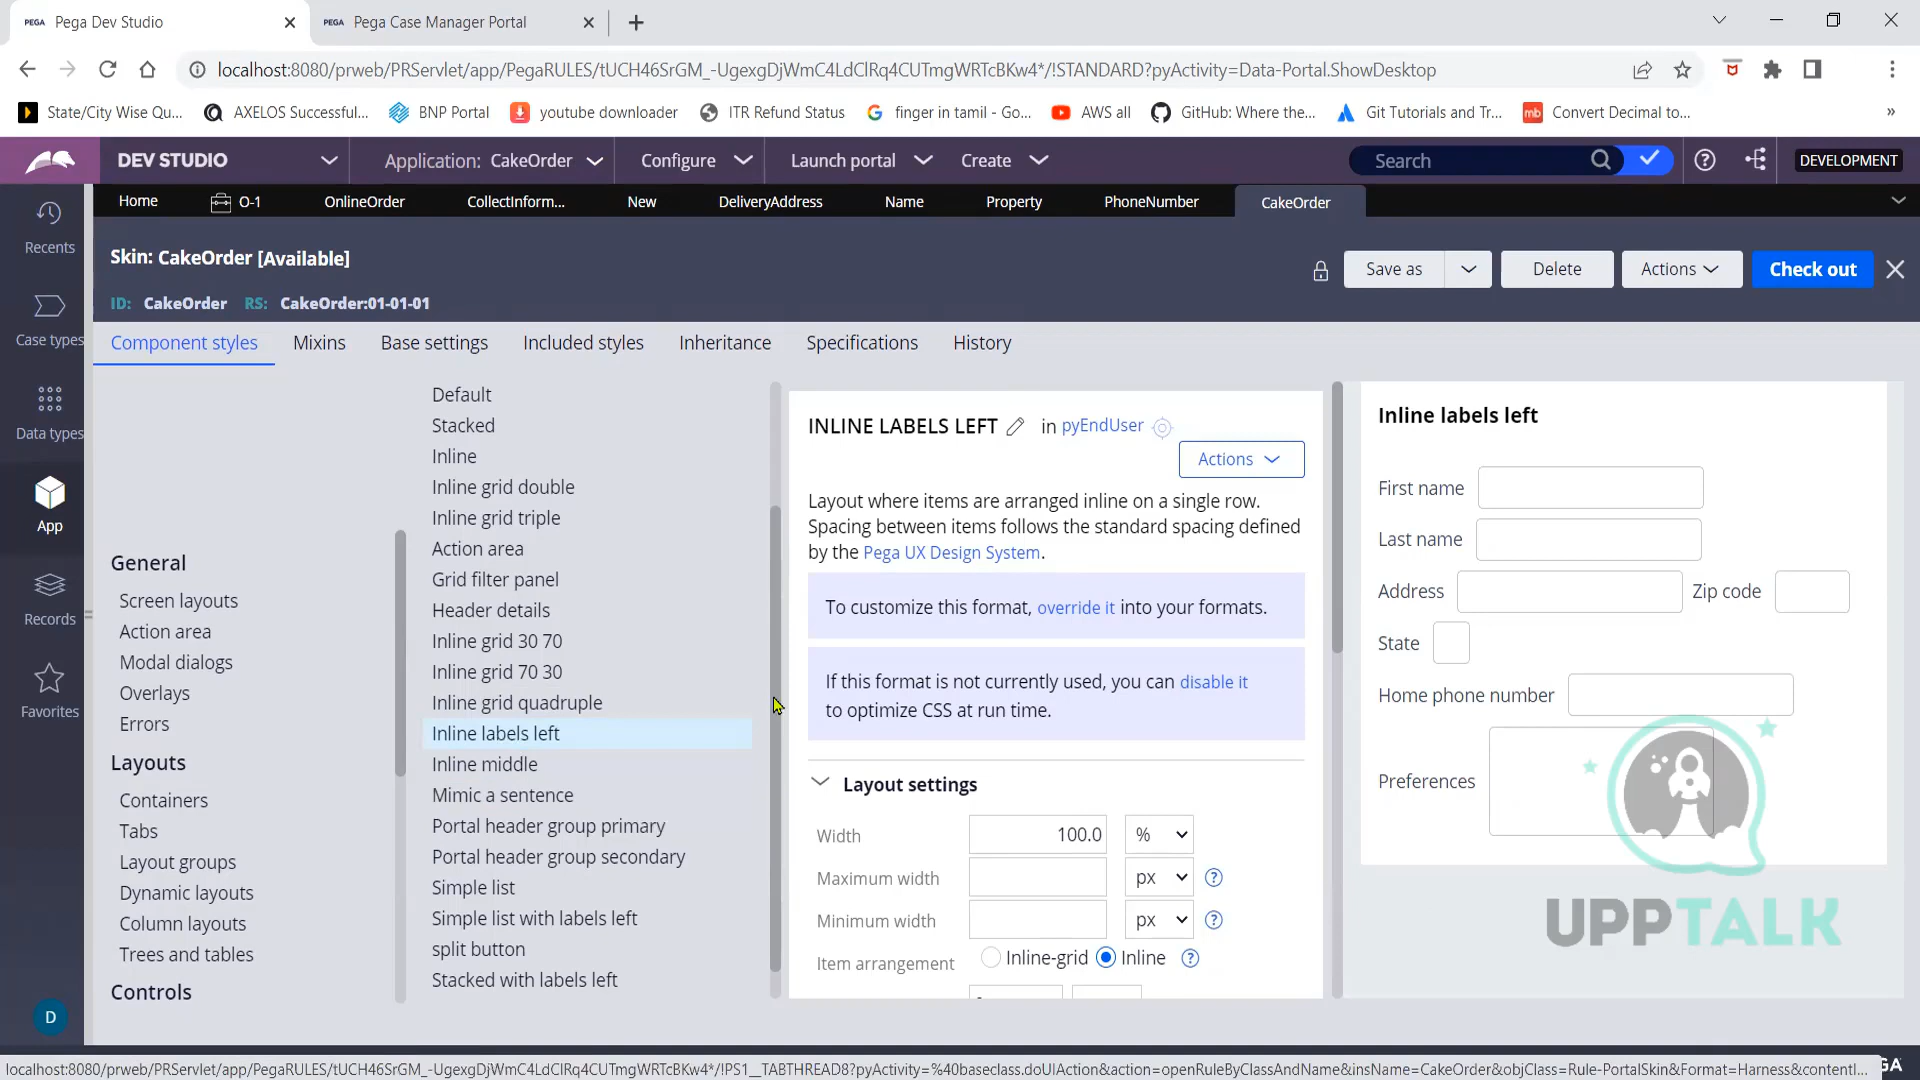 PEGA Pega Dev Studio
PEGA Pega Case Manager Portal
localhost:8080/prweb/PRServlet/app/PegaRULES/tUCH46SrGM_-UgexgDjWmC4LdClRq4CUTmgWRTcBKw4*/!STANDARD?pyActivity=Data-Portal.ShowDesktop
State/City Wise Qu... AXELOS Successful... BNP Portal youtube downloader ITR Refund Status finger in tamil - Go... AWS all GitHub: Where the... Git Tutorials and Tr... mb Convert Decimal to... »
DEV STUDIO Application: CakeOrder Configure Launch portal Create Search DEVELOPMENT
Home O-1 OnlineOrder CollectInform... New DeliveryAddress Name Property PhoneNumber CakeOrder
Recents
Case types
Data types
App
Records
Favorites
D
Skin: CakeOrder [Available]
ID: CakeOrder RS: CakeOrder:01-01-01
Save as Delete Actions Check out
Component styles Mixins Base settings Included styles Inheritance Specifications History
General
Screen layouts
Action area
Modal dialogs
Overlays
Errors
Layouts
Containers
Tabs
Layout groups
Dynamic layouts
Column layouts
Trees and tables
Controls
Default
Stacked
Inline
Inline grid double
Inline grid triple
Action area
Grid filter panel
Header details
Inline grid 30 70
Inline grid 70 30
Inline grid quadruple
Inline labels left
Inline middle
Mimic a sentence
Portal header group primary
Portal header group secondary
Simple list
Simple list with labels left
split button
Stacked with labels left
INLINE LABELS LEFT in pyEndUser
Actions
Layout where items are arranged inline on a single row.
Spacing between items follows the standard spacing defined
by the Pega UX Design System.
To customize this format, override it into your formats.
If this format is not currently used, you can disable it
to optimize CSS at run time.
Layout settings
Width 100.0 %
Maximum width px
Minimum width px
Item arrangement Inline-grid Inline
Inline labels left
First name
Last name
Address Zip code
State
Home phone number
Preferences
UPPTALK
localhost:8080/prweb/PRServlet/app/PegaRULES/tUCH46SrGM_-UgexgDjWmC4LdClRq4CUTmgWRTcBKw4*/!PS1__TABTHREAD8?pyActivity=%40baseclass.doUIAction&action=openRuleByClassAndName&insName=CakeOrder&objClass=Rule-PortalSkin&Format=Harness&contentI...